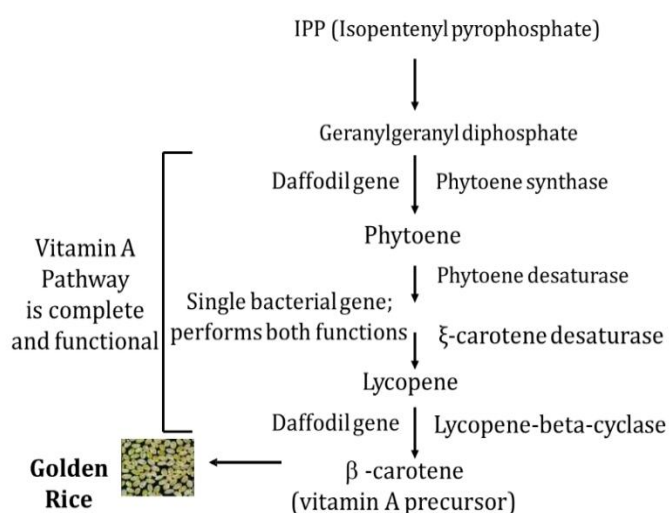 IPP (Isopentenyl pyrophosphate)
Geranylgeranyl diphosphate
Daffodil gene
Phytoene synthase
Phytoene
Vitamin A
Pathway
is complete
and functional
Phytoene desaturase
Single bacterial gene;
performs both functions
ξ-carotene desaturase
Lycopene
Daffodil gene
Lycopene-beta-cyclase
Golden
Rice
β -carotene
(vitamin A precursor)